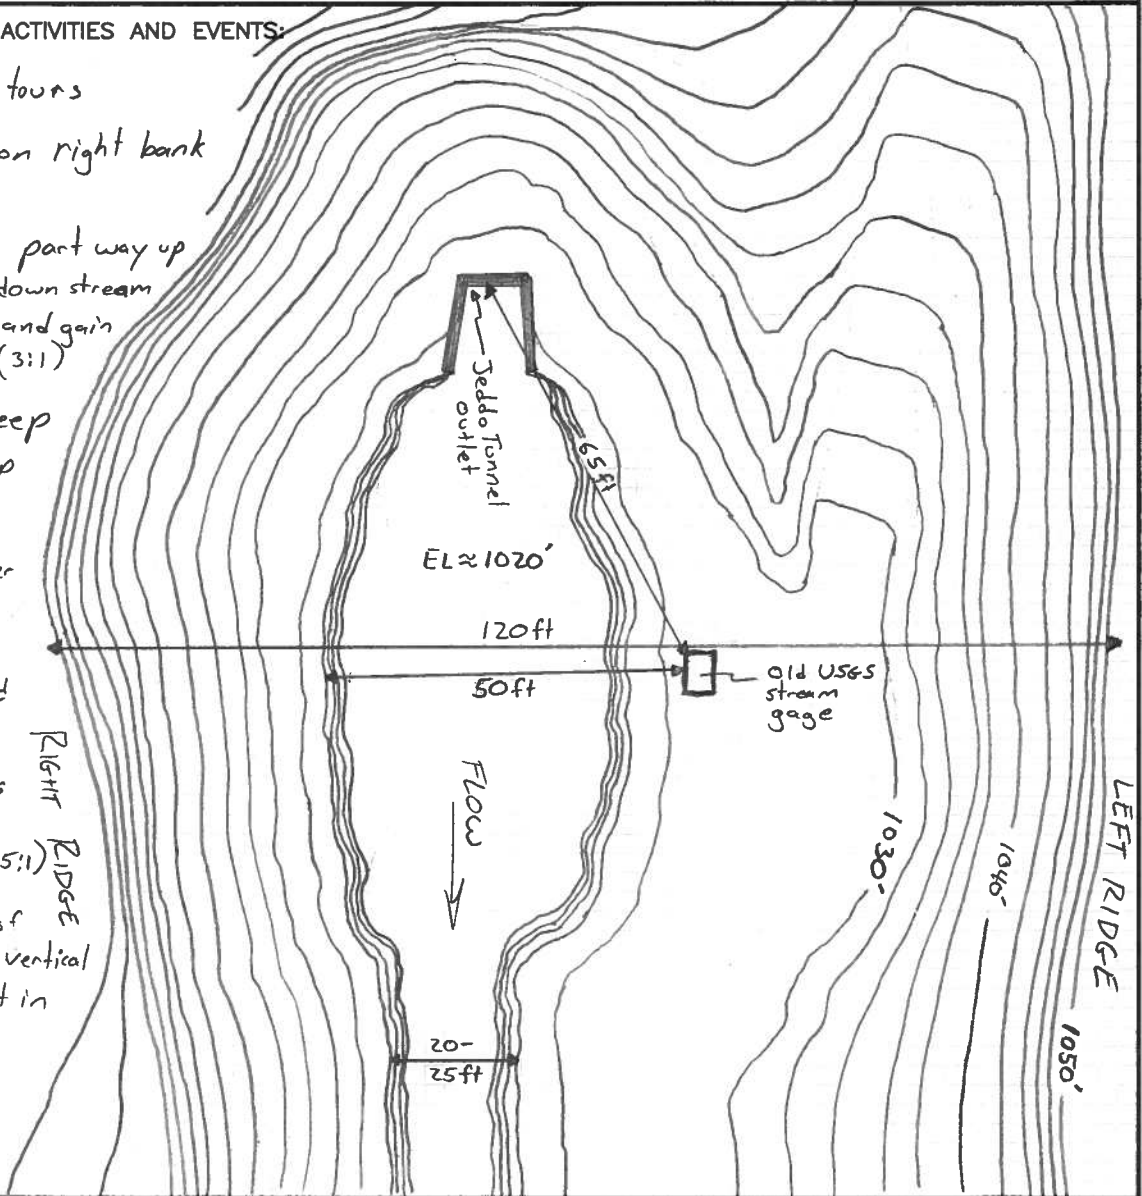 ACTIVITIES AND EVENTS:
tours
on right bank
part way up
down stream
and gain
(3:1)
RIGHT RIDGE
5:1)
of
vertical
t in
Jeddo Tunnel
outlet
65ft
EL≈1020'
120ft
50ft
old USGS
stream
gage
FLOW
20-
25ft
1030'
1040'
1050'
LEFT RIDGE